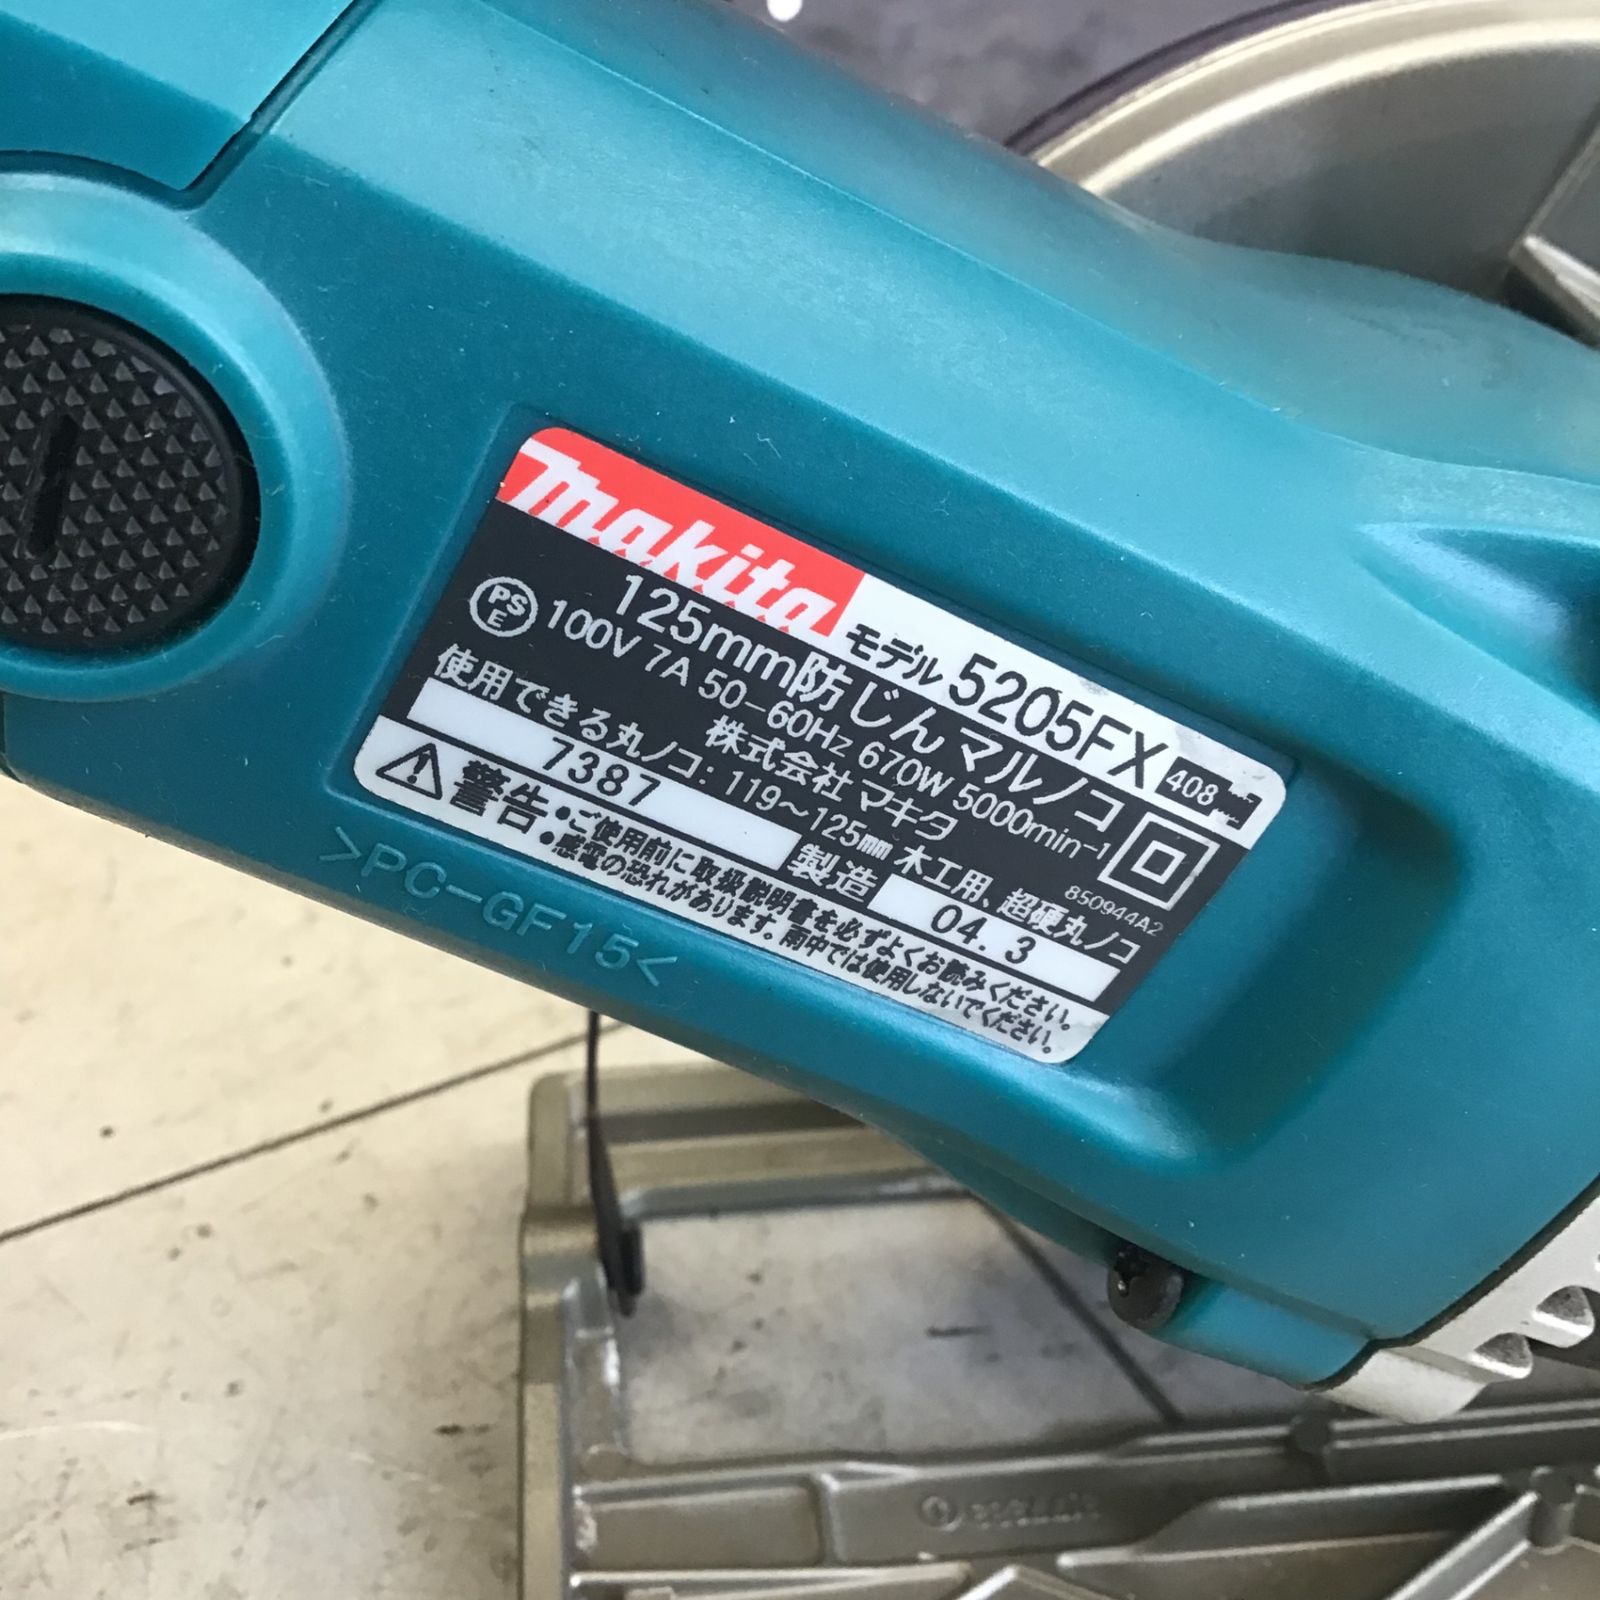 makita モデル 5205FX 408
125mm防じんマルノコ
PSE 100V 7A 50-60Hz 670W 5000min-1
株式会社マキタ 850944A2
使用できる丸ノコ：119～125mm 木工用、超硬丸ノコ
7387 製造 04. 3
警告 ・ご使用前に取扱説明書を必ずよくお読みください。
・感電の恐れがあります。雨中では使用しないでください。
>PC-GF15<